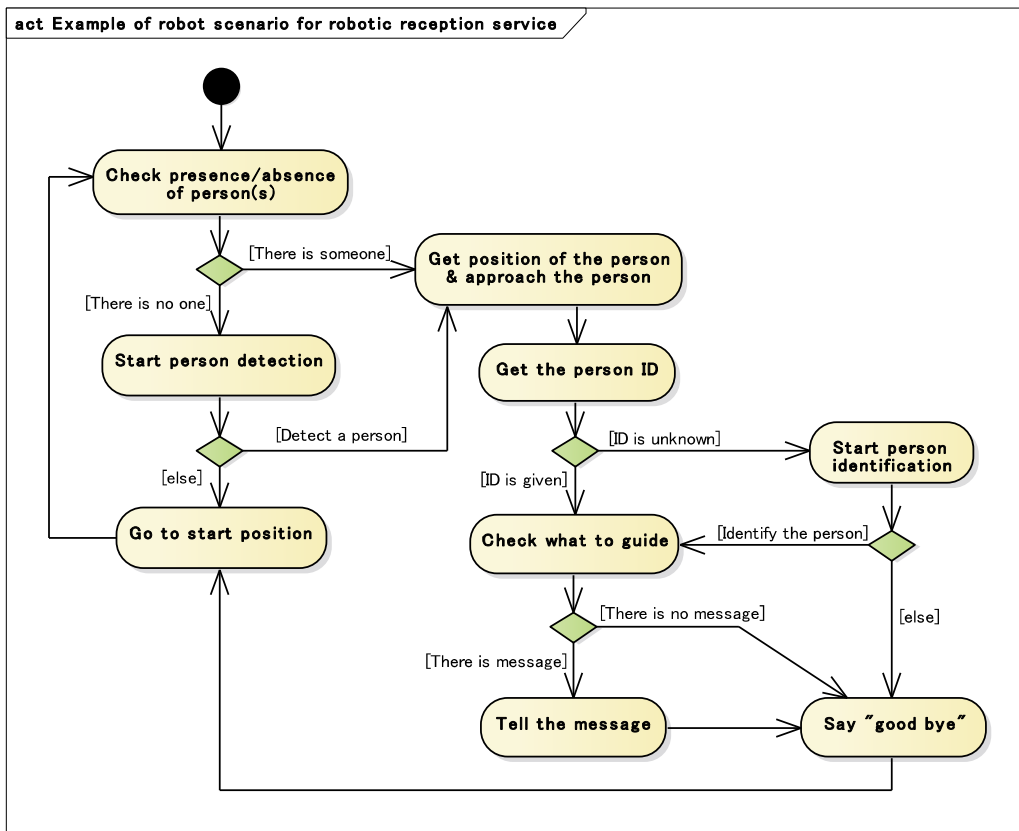 act Example of robot scenario for robotic reception service
Check presence/absence
of person(s)
[There is someone]
Get position of the person
& approach the person
[There is no one]
Start person detection
Get the person ID
[Detect a person]
[ID is unknown]
Start person
identification
[else]
[ID is given]
Go to start position
Check what to guide
[Identify the person]
[There is no message]
[else]
[There is message]
Tell the message
Say "good bye"